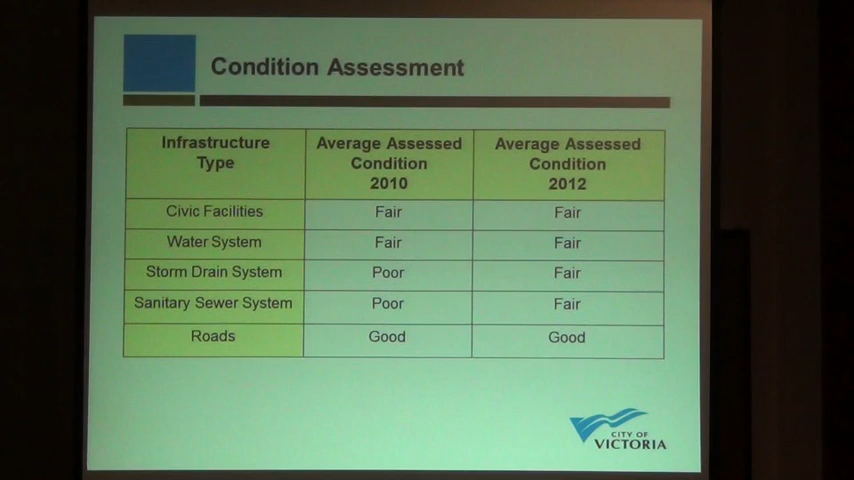 Condition Assessment
Infrastructure Type
Average Assessed Condition 2010
Average Assessed Condition 2012
Civic Facilities Fair Fair
Water System Fair Fair
Storm Drain System Poor Fair
Sanitary Sewer System Poor Fair
Roads Good Good
CITY OF
VICTORIA